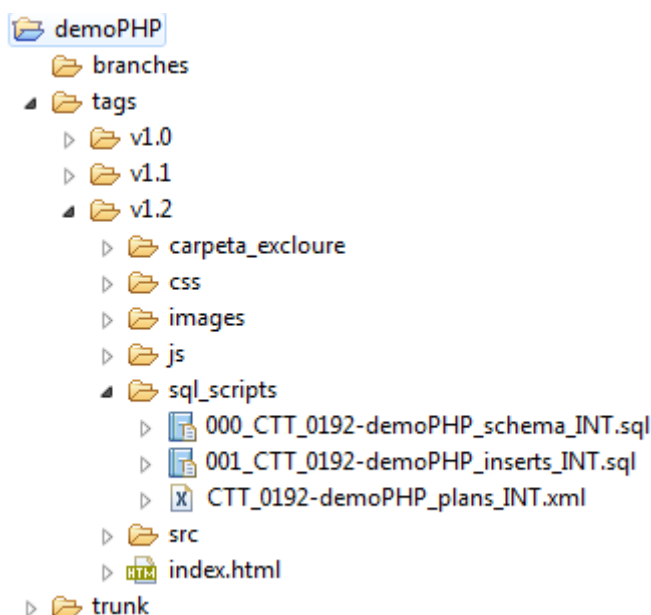 demoPHP
branches
tags
v1.0
v1.1
v1.2
carpeta_excloure
css
images
js
sql_scripts
000_CTT_0192-demoPHP_schema_INT.sql
001_CTT_0192-demoPHP_inserts_INT.sql
X CTT_0192-demoPHP_plans_INT.xml
src
HTM index.html
trunk